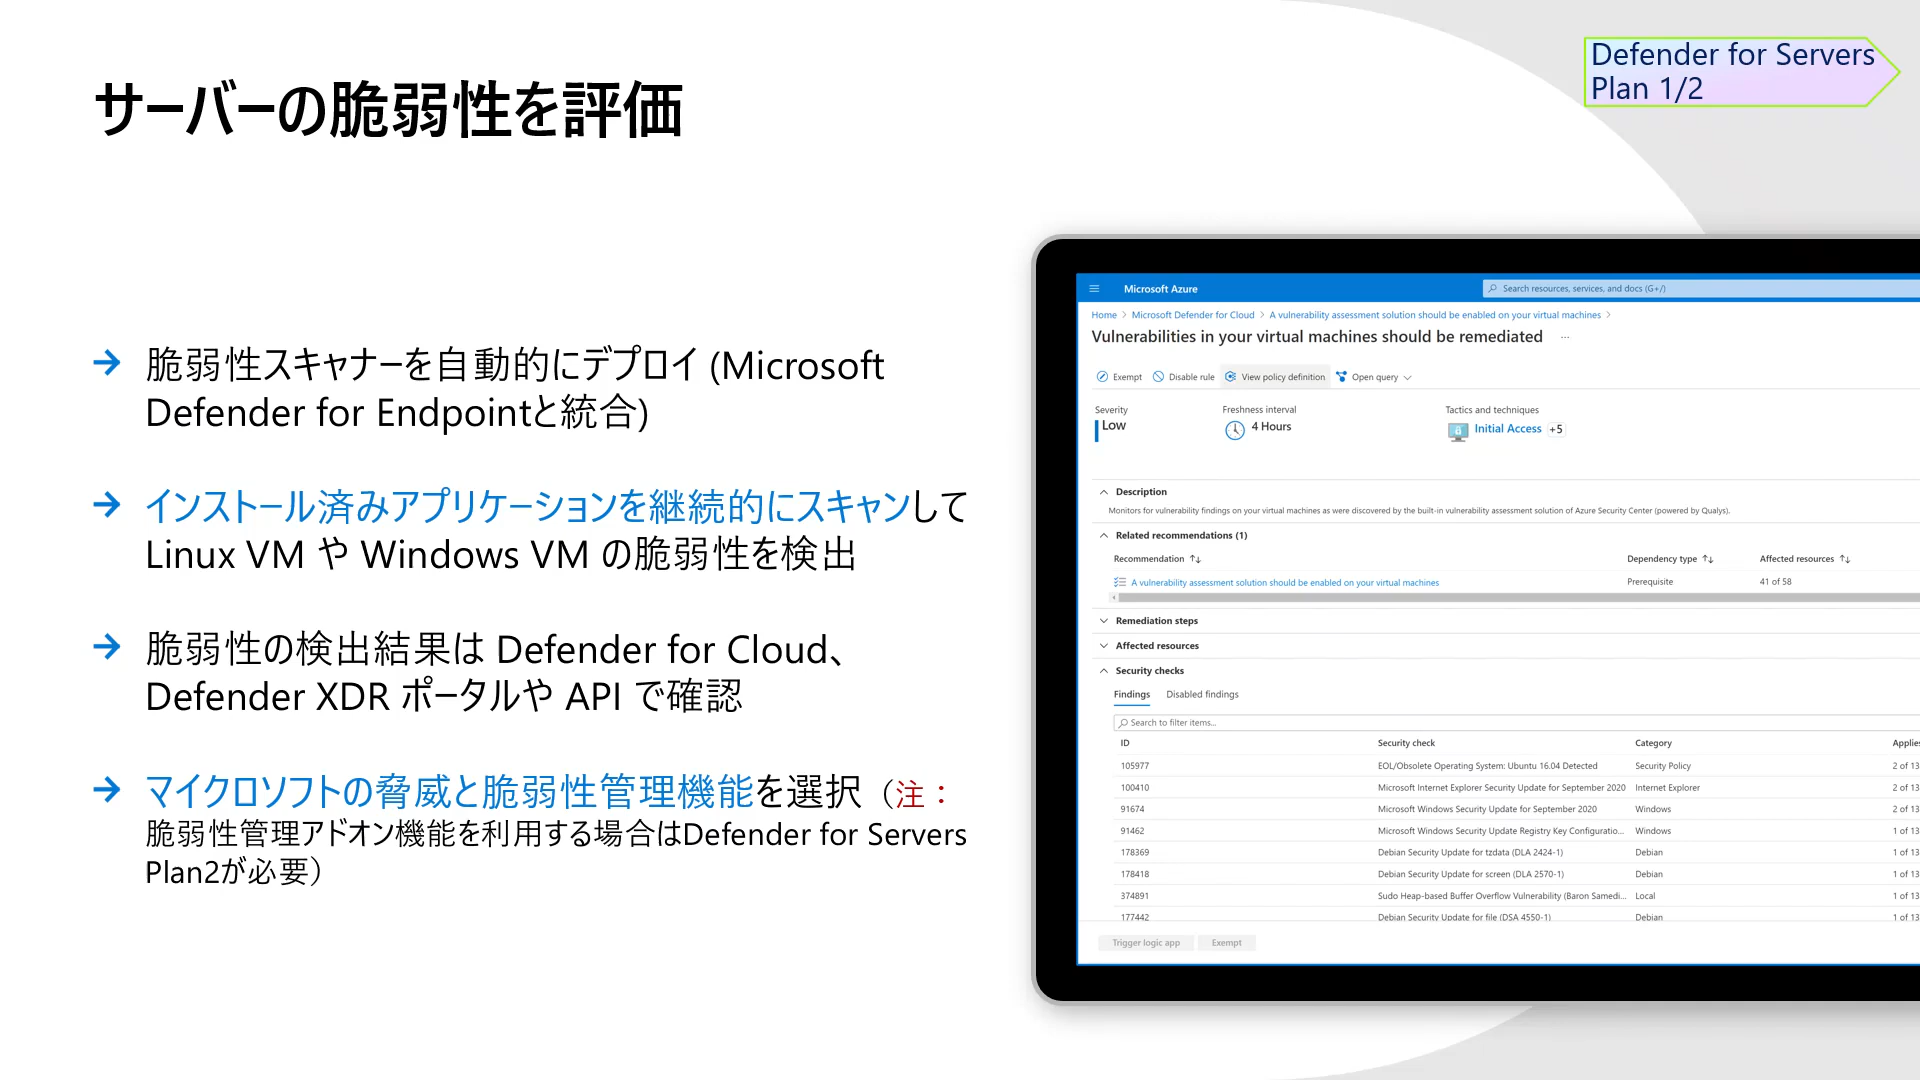 Defender for Servers
Plan 1/2
サーバーの脆弱性を評価
脆弱性スキャナーを自動的にデプロイ (Microsoft
Defender for Endpointと統合)
インストール済みアプリケーションを継続的にスキャンして
Linux VM や Windows VM の脆弱性を検出
脆弱性の検出結果は Defender for Cloud、
Defender XDR ポータルや API で確認
マイクロソフトの脅威と脆弱性管理機能を選択（注：
脆弱性管理アドオン機能を利用する場合はDefender for Servers
Plan2が必要）
Microsoft Azure
Search resources, services, and docs (G+/)
Home > Microsoft Defender for Cloud > A vulnerability assessment solution should be enabled on your virtual machines >
Vulnerabilities in your virtual machines should be remediated ...
Exempt Disable rule View policy definition Open query
Severity Freshness interval Tactics and techniques
Low 4 Hours Initial Access +5
Description
Monitors for vulnerability findings on your virtual machines as were discovered by the built-in vulnerability assessment solution of Azure Security Center (powered by Qualys).
Related recommendations (1)
Recommendation ↑↓ Dependency type ↑↓ Affected resources ↑↓
A vulnerability assessment solution should be enabled on your virtual machines Prerequisite 41 of 58
Remediation steps
Affected resources
Security checks
Findings Disabled findings
Search to filter items...
ID Security check Category Applies
105977 EOL/Obsolete Operating System: Ubuntu 16.04 Detected Security Policy 2 of 13
100410 Microsoft Internet Explorer Security Update for September 2020 Internet Explorer 2 of 13
91674 Microsoft Windows Security Update for September 2020 Windows 2 of 13
91462 Microsoft Windows Security Update Registry Key Configuratio... Windows 1 of 13
178369 Debian Security Update for tzdata (DLA 2424-1) Debian 1 of 13
178418 Debian Security Update for screen (DLA 2570-1) Debian 1 of 13
374891 Sudo Heap-based Buffer Overflow Vulnerability (Baron Samedi... Local 1 of 13
177442 Debian Security Update for file (DSA 4550-1) Debian 1 of 13
Trigger logic app Exempt